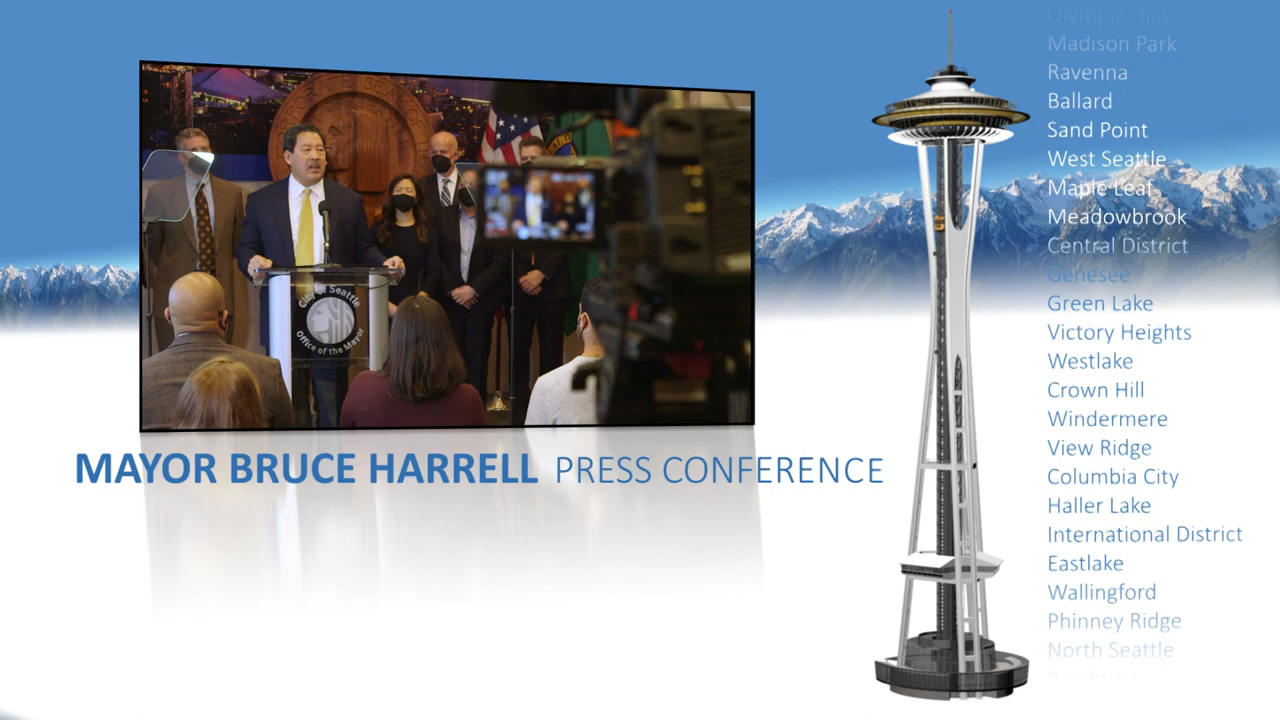 City of Seattle
Office of the Mayor
MAYOR BRUCE HARRELL PRESS CONFERENCE
Olympic Hills
Madison Park
Ravenna
Ballard
Sand Point
West Seattle
Maple Leaf
Meadowbrook
Central District
Genesee
Green Lake
Victory Heights
Westlake
Crown Hill
Windermere
View Ridge
Columbia City
Haller Lake
International District
Eastlake
Wallingford
Phinney Ridge
North Seattle